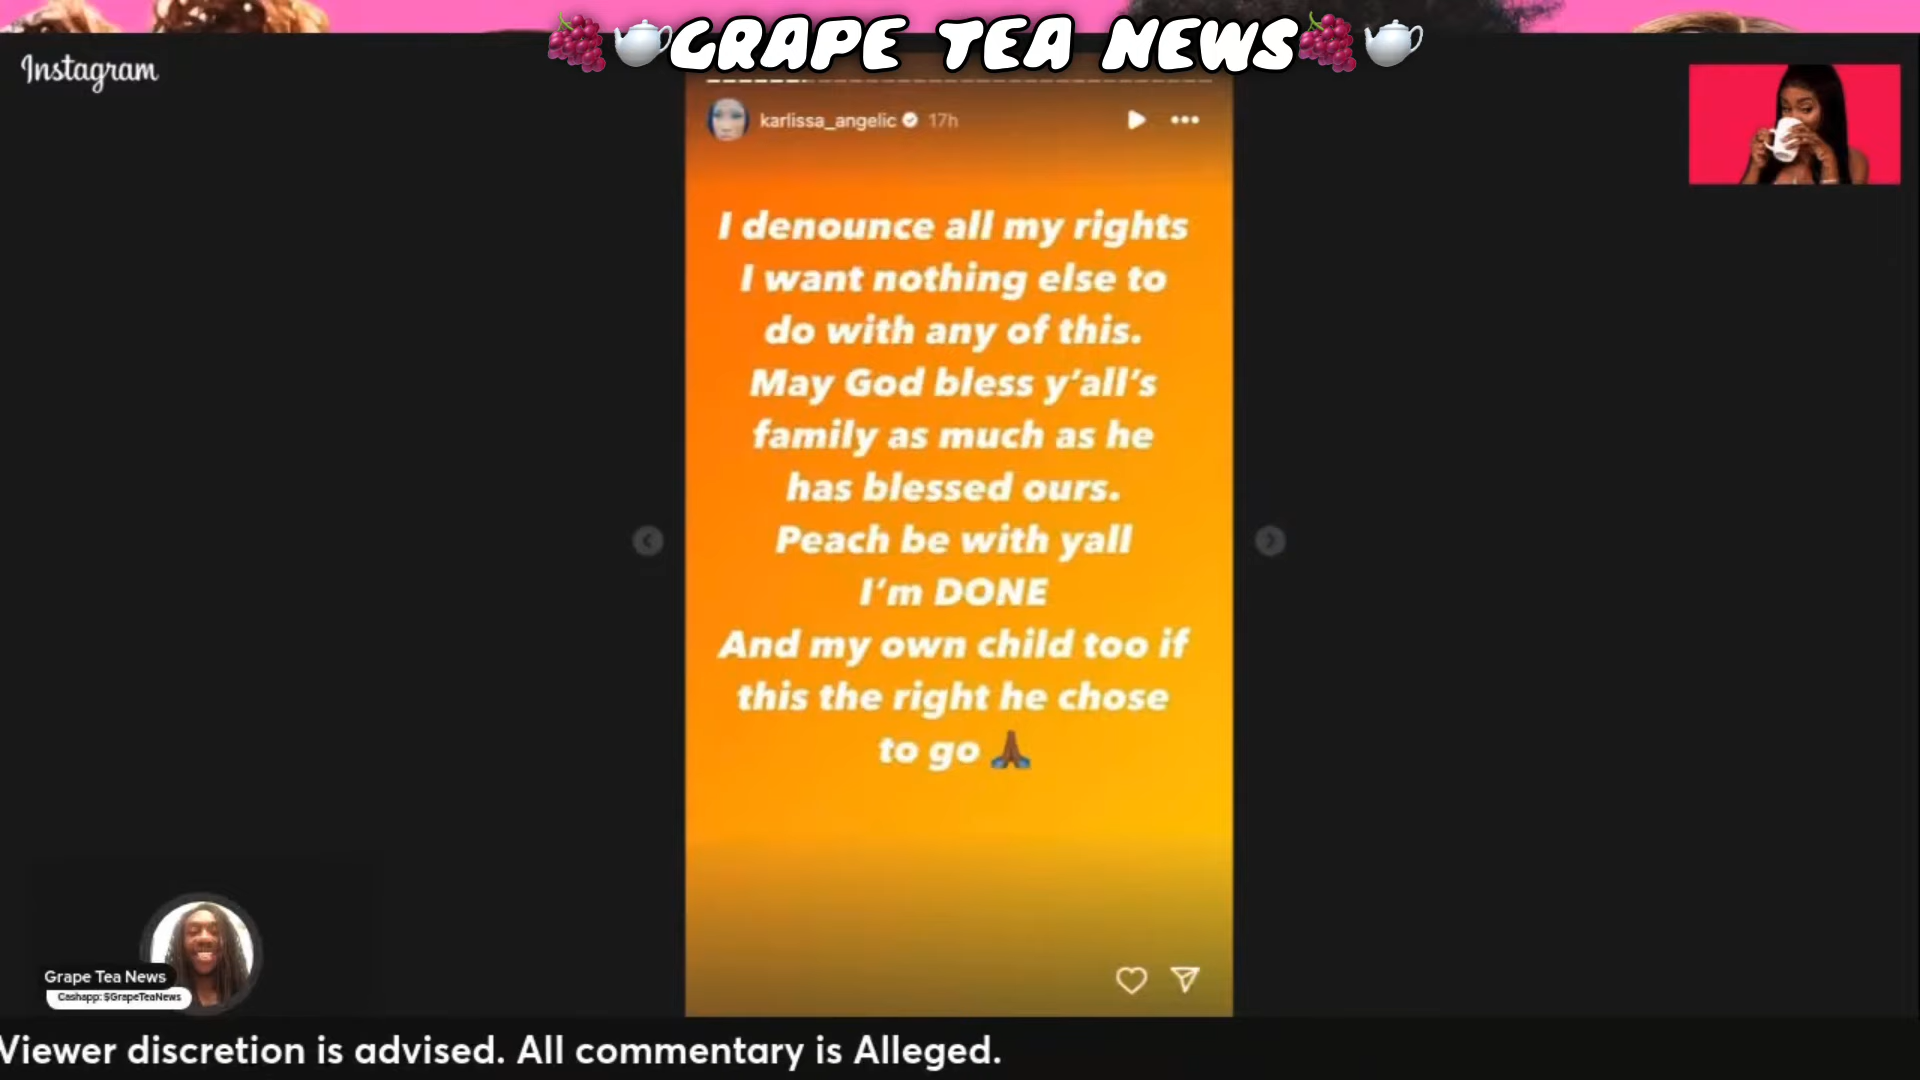 GRAPE TEA NEWS
Instagram
karlissa_angelic 17h
I denounce all my rights
I want nothing else to
do with any of this.
May God bless y'all's
family as much as he
has blessed ours.
Peach be with yall
I'm DONE
And my own child too if
this the right he chose
to go
Grape Tea News
Cashapp: $GrapeTeaNews
Viewer discretion is advised. All commentary is Alleged.